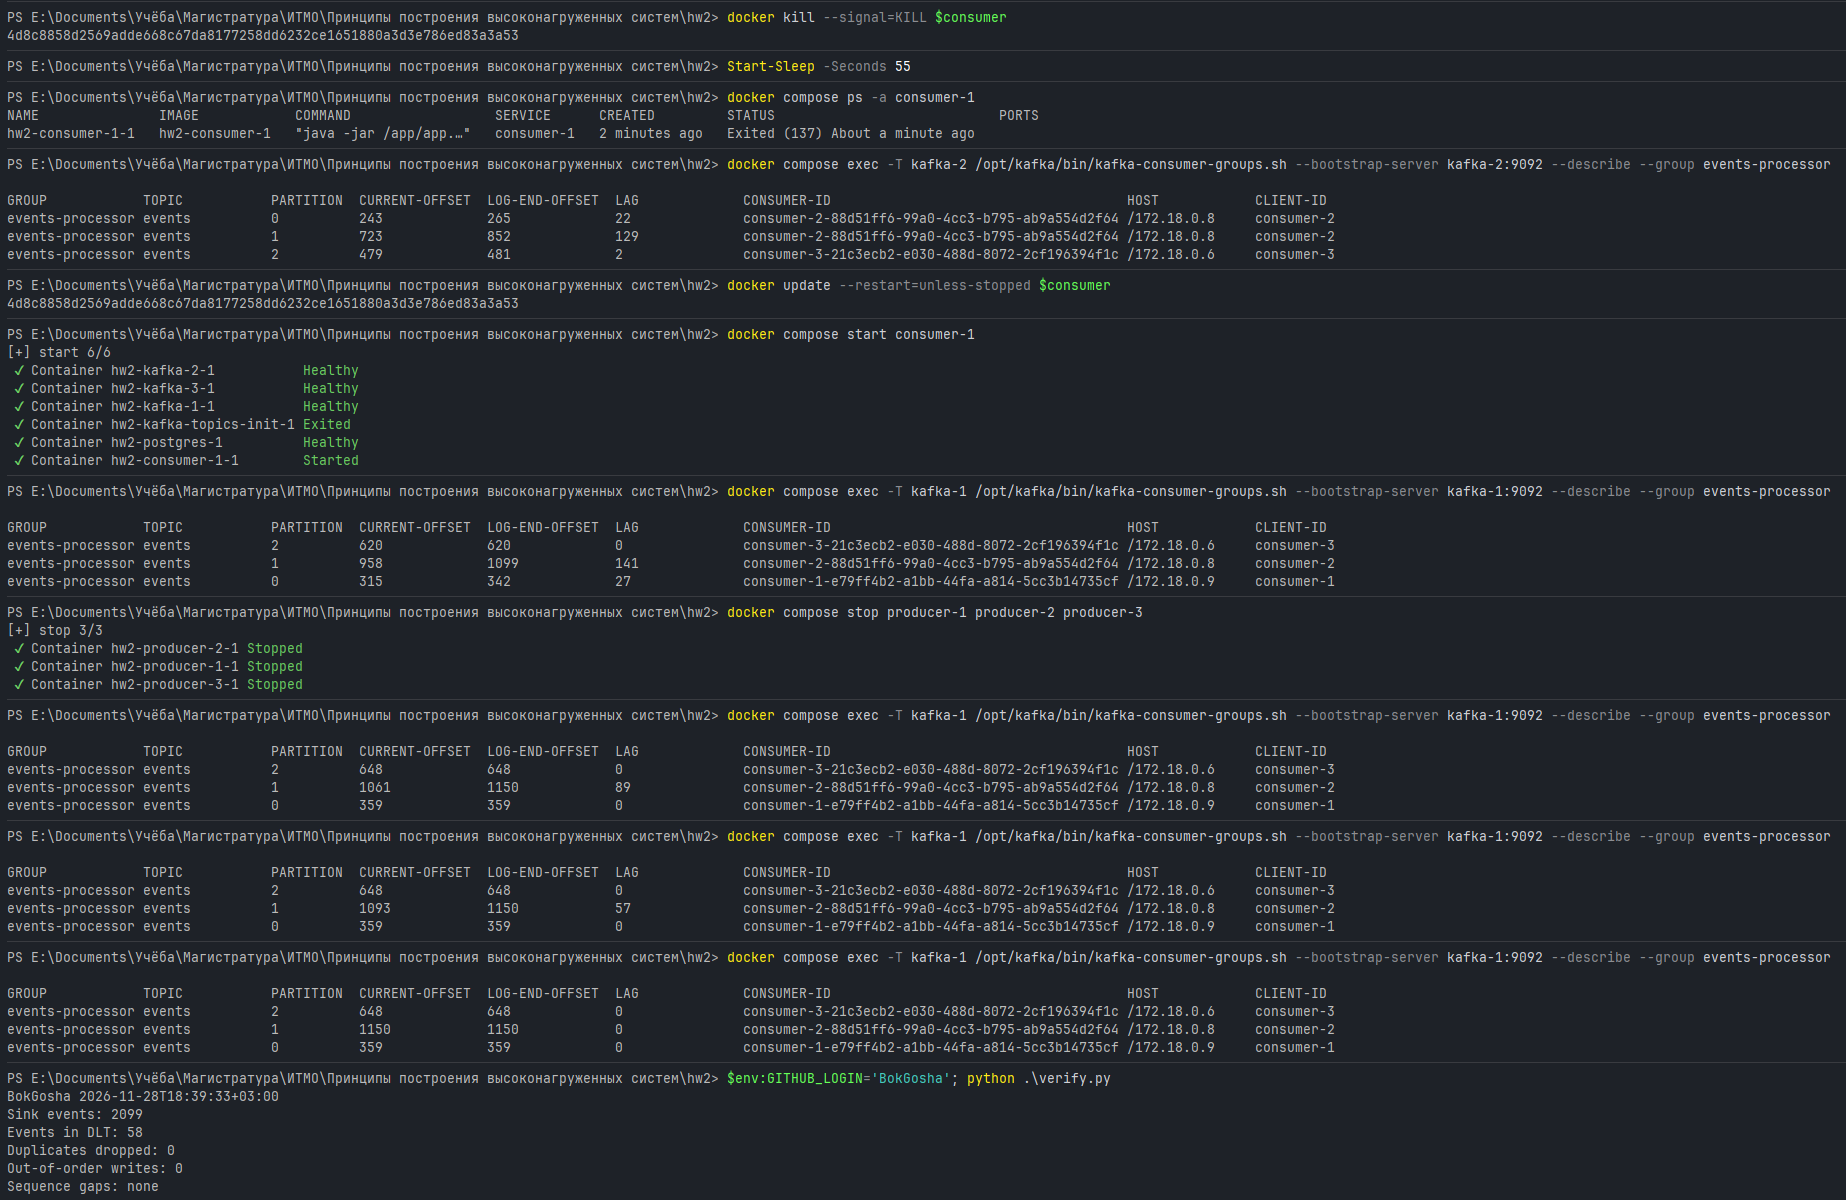 PS E:\Documents\Учёба\Магистратура\ИТМО\Принципы построения высоконагруженных систем\hw2> docker kill --signal=KILL $consumer
4d8c8858d2569adde668c67da8177258dd6232ce1651880a3d3e786ed83a3a53
PS E:\Documents\Учёба\Магистратура\ИТМО\Принципы построения высоконагруженных систем\hw2> Start-Sleep -Seconds 55
PS E:\Documents\Учёба\Магистратура\ИТМО\Принципы построения высоконагруженных систем\hw2> docker compose ps -a consumer-1
NAME IMAGE COMMAND SERVICE CREATED STATUS PORTS
hw2-consumer-1-1 hw2-consumer-1 "java -jar /app/app.…" consumer-1 2 minutes ago Exited (137) About a minute ago
PS E:\Documents\Учёба\Магистратура\ИТМО\Принципы построения высоконагруженных систем\hw2> docker compose exec -T kafka-2 /opt/kafka/bin/kafka-consumer-groups.sh --bootstrap-server kafka-2:9092 --describe --group events-processor
GROUP TOPIC PARTITION CURRENT-OFFSET LOG-END-OFFSET LAG CONSUMER-ID HOST CLIENT-ID
events-processor events 0 243 265 22 consumer-2-88d51ff6-99a0-4cc3-b795-ab9a554d2f64 /172.18.0.8 consumer-2
events-processor events 1 723 852 129 consumer-2-88d51ff6-99a0-4cc3-b795-ab9a554d2f64 /172.18.0.8 consumer-2
events-processor events 2 479 481 2 consumer-3-21c3ecb2-e030-488d-8072-2cf196394f1c /172.18.0.6 consumer-3
PS E:\Documents\Учёба\Магистратура\ИТМО\Принципы построения высоконагруженных систем\hw2> docker update --restart=unless-stopped $consumer
4d8c8858d2569adde668c67da8177258dd6232ce1651880a3d3e786ed83a3a53
PS E:\Documents\Учёба\Магистратура\ИТМО\Принципы построения высоконагруженных систем\hw2> docker compose start consumer-1
[+] start 6/6
✓ Container hw2-kafka-2-1 Healthy
✓ Container hw2-kafka-3-1 Healthy
✓ Container hw2-kafka-1-1 Healthy
✓ Container hw2-kafka-topics-init-1 Exited
✓ Container hw2-postgres-1 Healthy
✓ Container hw2-consumer-1-1 Started
PS E:\Documents\Учёба\Магистратура\ИТМО\Принципы построения высоконагруженных систем\hw2> docker compose exec -T kafka-1 /opt/kafka/bin/kafka-consumer-groups.sh --bootstrap-server kafka-1:9092 --describe --group events-processor
GROUP TOPIC PARTITION CURRENT-OFFSET LOG-END-OFFSET LAG CONSUMER-ID HOST CLIENT-ID
events-processor events 2 620 620 0 consumer-3-21c3ecb2-e030-488d-8072-2cf196394f1c /172.18.0.6 consumer-3
events-processor events 1 958 1099 141 consumer-2-88d51ff6-99a0-4cc3-b795-ab9a554d2f64 /172.18.0.8 consumer-2
events-processor events 0 315 342 27 consumer-1-e79ff4b2-a1bb-44fa-a814-5cc3b14735cf /172.18.0.9 consumer-1
PS E:\Documents\Учёба\Магистратура\ИТМО\Принципы построения высоконагруженных систем\hw2> docker compose stop producer-1 producer-2 producer-3
[+] stop 3/3
✓ Container hw2-producer-2-1 Stopped
✓ Container hw2-producer-1-1 Stopped
✓ Container hw2-producer-3-1 Stopped
PS E:\Documents\Учёба\Магистратура\ИТМО\Принципы построения высоконагруженных систем\hw2> docker compose exec -T kafka-1 /opt/kafka/bin/kafka-consumer-groups.sh --bootstrap-server kafka-1:9092 --describe --group events-processor
GROUP TOPIC PARTITION CURRENT-OFFSET LOG-END-OFFSET LAG CONSUMER-ID HOST CLIENT-ID
events-processor events 2 648 648 0 consumer-3-21c3ecb2-e030-488d-8072-2cf196394f1c /172.18.0.6 consumer-3
events-processor events 1 1061 1150 89 consumer-2-88d51ff6-99a0-4cc3-b795-ab9a554d2f64 /172.18.0.8 consumer-2
events-processor events 0 359 359 0 consumer-1-e79ff4b2-a1bb-44fa-a814-5cc3b14735cf /172.18.0.9 consumer-1
PS E:\Documents\Учёба\Магистратура\ИТМО\Принципы построения высоконагруженных систем\hw2> docker compose exec -T kafka-1 /opt/kafka/bin/kafka-consumer-groups.sh --bootstrap-server kafka-1:9092 --describe --group events-processor
GROUP TOPIC PARTITION CURRENT-OFFSET LOG-END-OFFSET LAG CONSUMER-ID HOST CLIENT-ID
events-processor events 2 648 648 0 consumer-3-21c3ecb2-e030-488d-8072-2cf196394f1c /172.18.0.6 consumer-3
events-processor events 1 1093 1150 57 consumer-2-88d51ff6-99a0-4cc3-b795-ab9a554d2f64 /172.18.0.8 consumer-2
events-processor events 0 359 359 0 consumer-1-e79ff4b2-a1bb-44fa-a814-5cc3b14735cf /172.18.0.9 consumer-1
PS E:\Documents\Учёба\Магистратура\ИТМО\Принципы построения высоконагруженных систем\hw2> docker compose exec -T kafka-1 /opt/kafka/bin/kafka-consumer-groups.sh --bootstrap-server kafka-1:9092 --describe --group events-processor
GROUP TOPIC PARTITION CURRENT-OFFSET LOG-END-OFFSET LAG CONSUMER-ID HOST CLIENT-ID
events-processor events 2 648 648 0 consumer-3-21c3ecb2-e030-488d-8072-2cf196394f1c /172.18.0.6 consumer-3
events-processor events 1 1150 1150 0 consumer-2-88d51ff6-99a0-4cc3-b795-ab9a554d2f64 /172.18.0.8 consumer-2
events-processor events 0 359 359 0 consumer-1-e79ff4b2-a1bb-44fa-a814-5cc3b14735cf /172.18.0.9 consumer-1
PS E:\Documents\Учёба\Магистратура\ИТМО\Принципы построения высоконагруженных систем\hw2> $env:GITHUB_LOGIN='BokGosha'; python .\verify.py
BokGosha 2026-11-28T18:39:33+03:00
Sink events: 2099
Events in DLT: 58
Duplicates dropped: 0
Out-of-order writes: 0
Sequence gaps: none